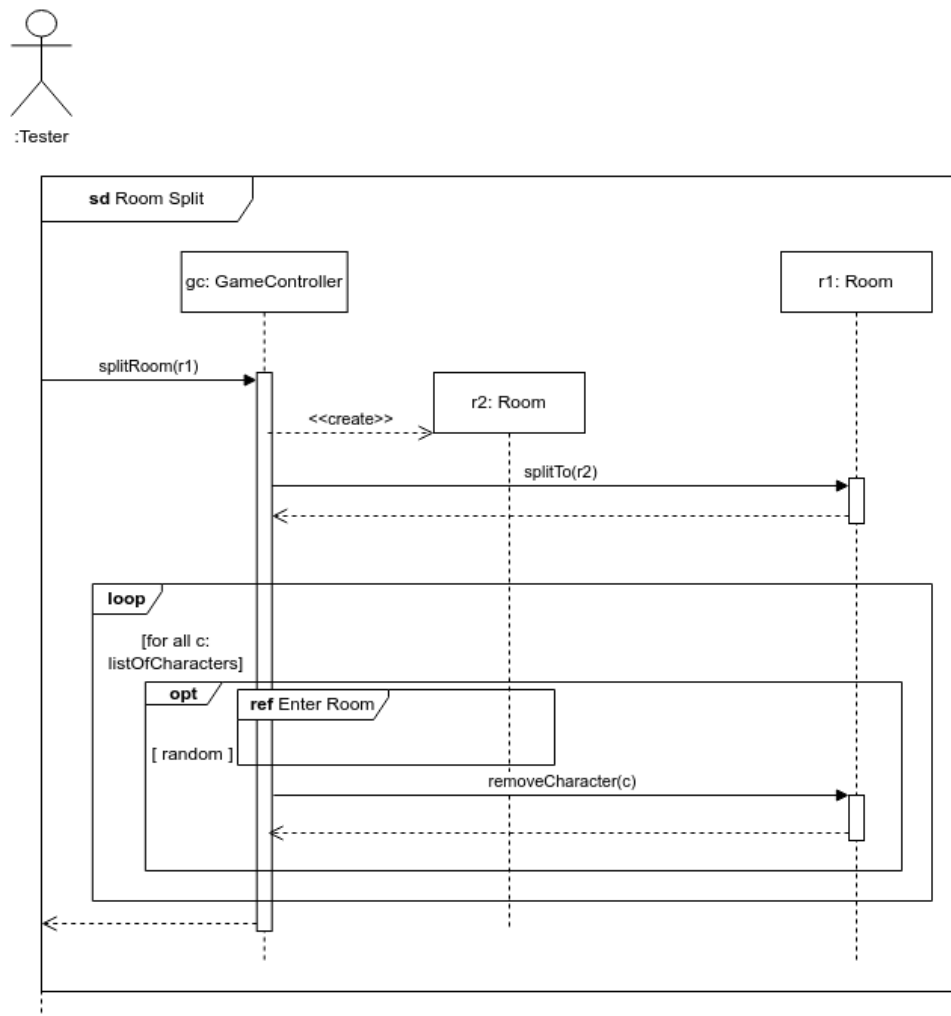 :Tester
sd Room Split
gc: GameController
r1: Room
splitRoom(r1)
r2: Room
<<create>>
splitTo(r2)
loop
[for all c:
listOfCharacters]
opt
ref Enter Room
[ random ]
removeCharacter(c)